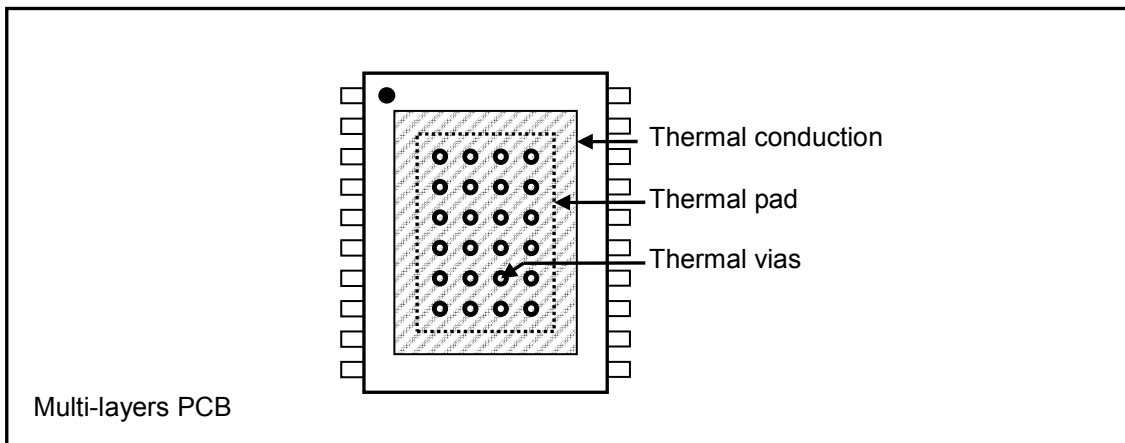 Thermal conduction
Thermal pad
Thermal vias
Multi-layers PCB